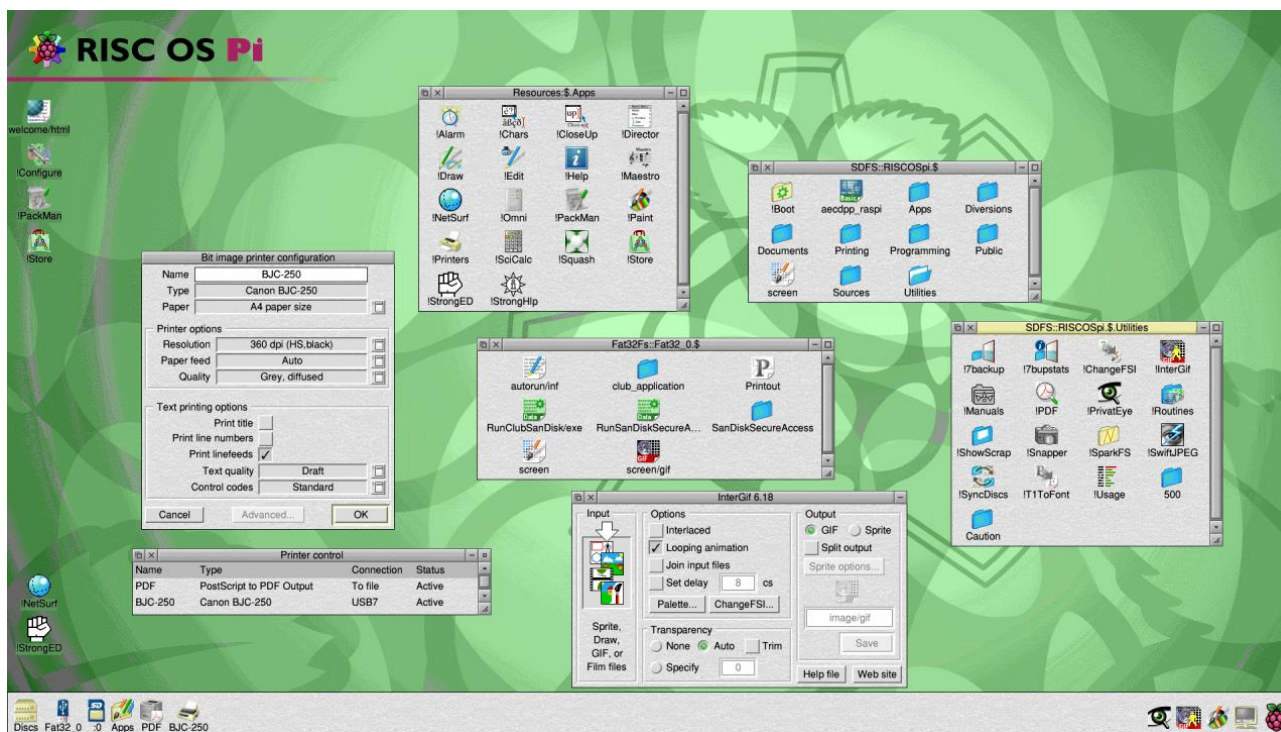 RISC OS Pi
welcome/html
!Configure
!PackMan
!Store
Resources:$.Apps
!Alarm !Chars !CloseUp !Director
!Draw !Edit !Help !Maestro
!NetSurf !Omni !PackMan !Paint
!Printers !SciCalc !Squash !Store
!StrongED !StrongHlp
SDFS::RISCOSpi.$
!Boot aecdpp_raspi Apps Diversions
Documents Printing Programming Public
screen Sources Utilities
Bit image printer configuration
Name BJC-250
Type Canon BJC-250
Paper A4 paper size
Printer options
Resolution 360 dpi (HS,black)
Paper feed Auto
Quality Grey, diffused
Text printing options
Print title
Print line numbers
Print linefeeds
Text quality Draft
Control codes Standard
Cancel Advanced... OK
Fat32Fs::Fat32_0.$
autorun/inf club_application Printout
RunClubSanDisk/exe RunSanDiskSecureA... SanDiskSecureAccess
screen screen/gif
SDFS::RISCOSpi.$.Utilities
!7backup !7bupstats !ChangeFSI !InterGif
!Manuals !PDF !PrivatEye !Routines
!ShowScrap !Snapper !SparkFS !SwiftJPEG
!SyncDiscs !T1ToFont !Usage 500
Caution
Printer control
Name Type Connection Status
PDF PostScript to PDF Output To file Active
BJC-250 Canon BJC-250 USB7 Active
InterGif 6.18
Input
Sprite,
Draw,
GIF, or
Film files
Options
Interlaced
Looping animation
Join input files
Set delay 8 cs
Palette... ChangeFSI...
Transparency
None Auto Trim
Specify 0
Output
GIF Sprite
Split output
Sprite options...
image/gif
Save
Help file Web site
!NetSurf
!StrongED
Discs Fat32_0 :0 Apps PDF BJC-250